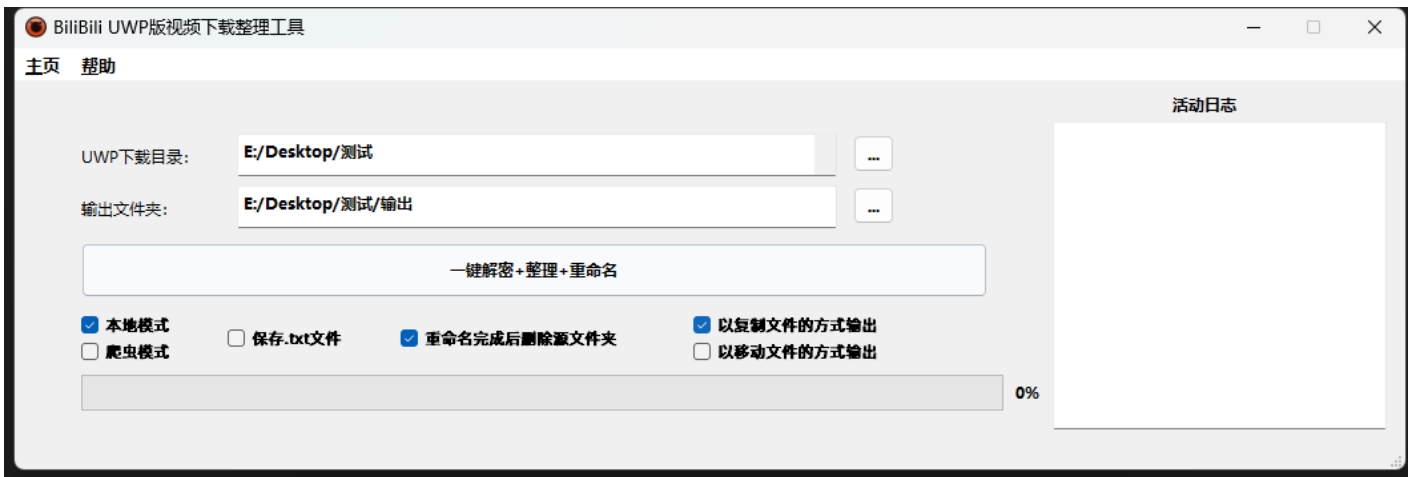 BiliBili UWP版视频下载整理工具
主页 帮助
活动日志
UWP下载目录: E:/Desktop/测试 ...
输出文件夹: E:/Desktop/测试/输出 ...
一键解密+整理+重命名
本地模式
爬虫模式
保存.txt文件
重命名完成后删除源文件夹
以复制文件的方式输出
以移动文件的方式输出
0%